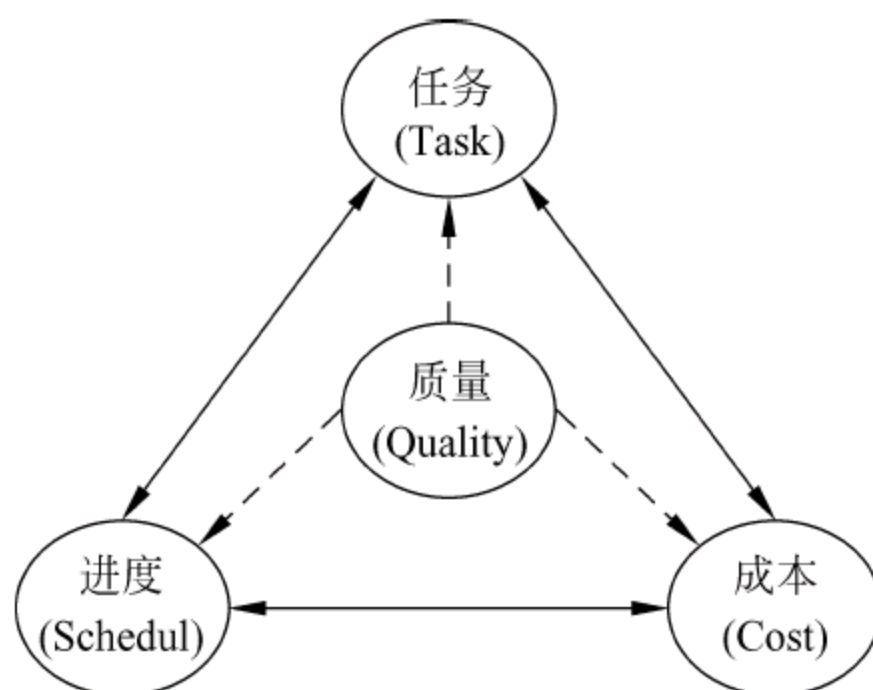 任务
(Task)
质量
(Quality)
进度
(Schedul)
成本
(Cost)